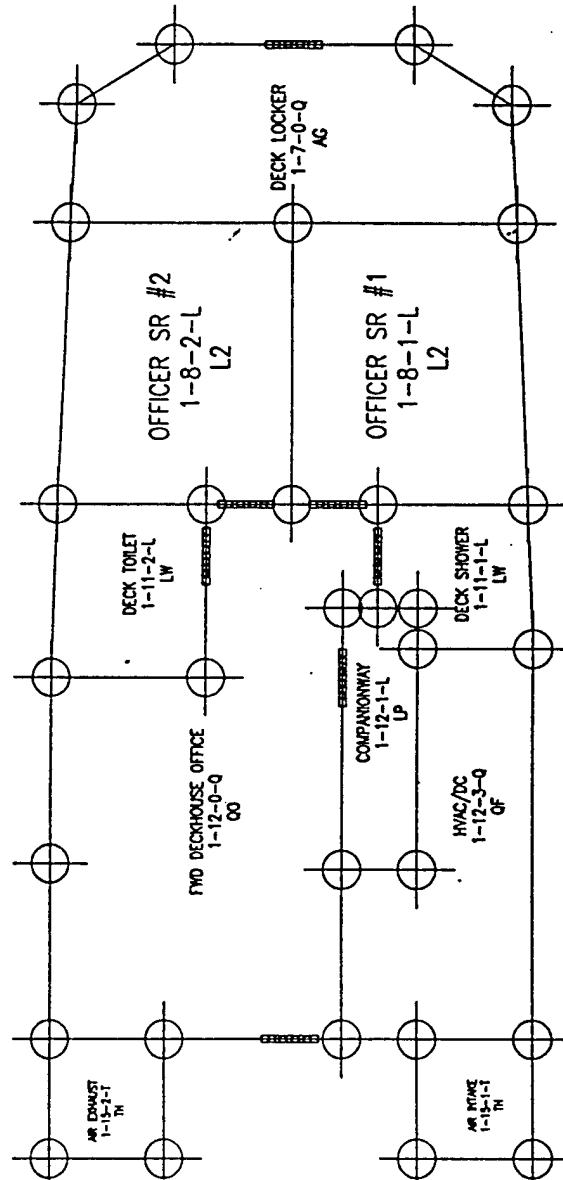 DECK LOCKER
1-7-0-Q
AG
OFFICER SR #2
1-8-2-L
L2
OFFICER SR #1
1-8-1-L
L2
DECK TOILET
1-11-2-L
LW
DECK SHOWER
1-11-1-L
LW
FWD DECKHOUSE OFFICE
1-12-0-Q
QO
COMPANIONWAY
1-12-1-L
LP
HVAC/DC
1-12-3-Q
QF
AIR EXHAUST
1-15-2-T
TH
AIR INTAKE
1-15-1-T
TH